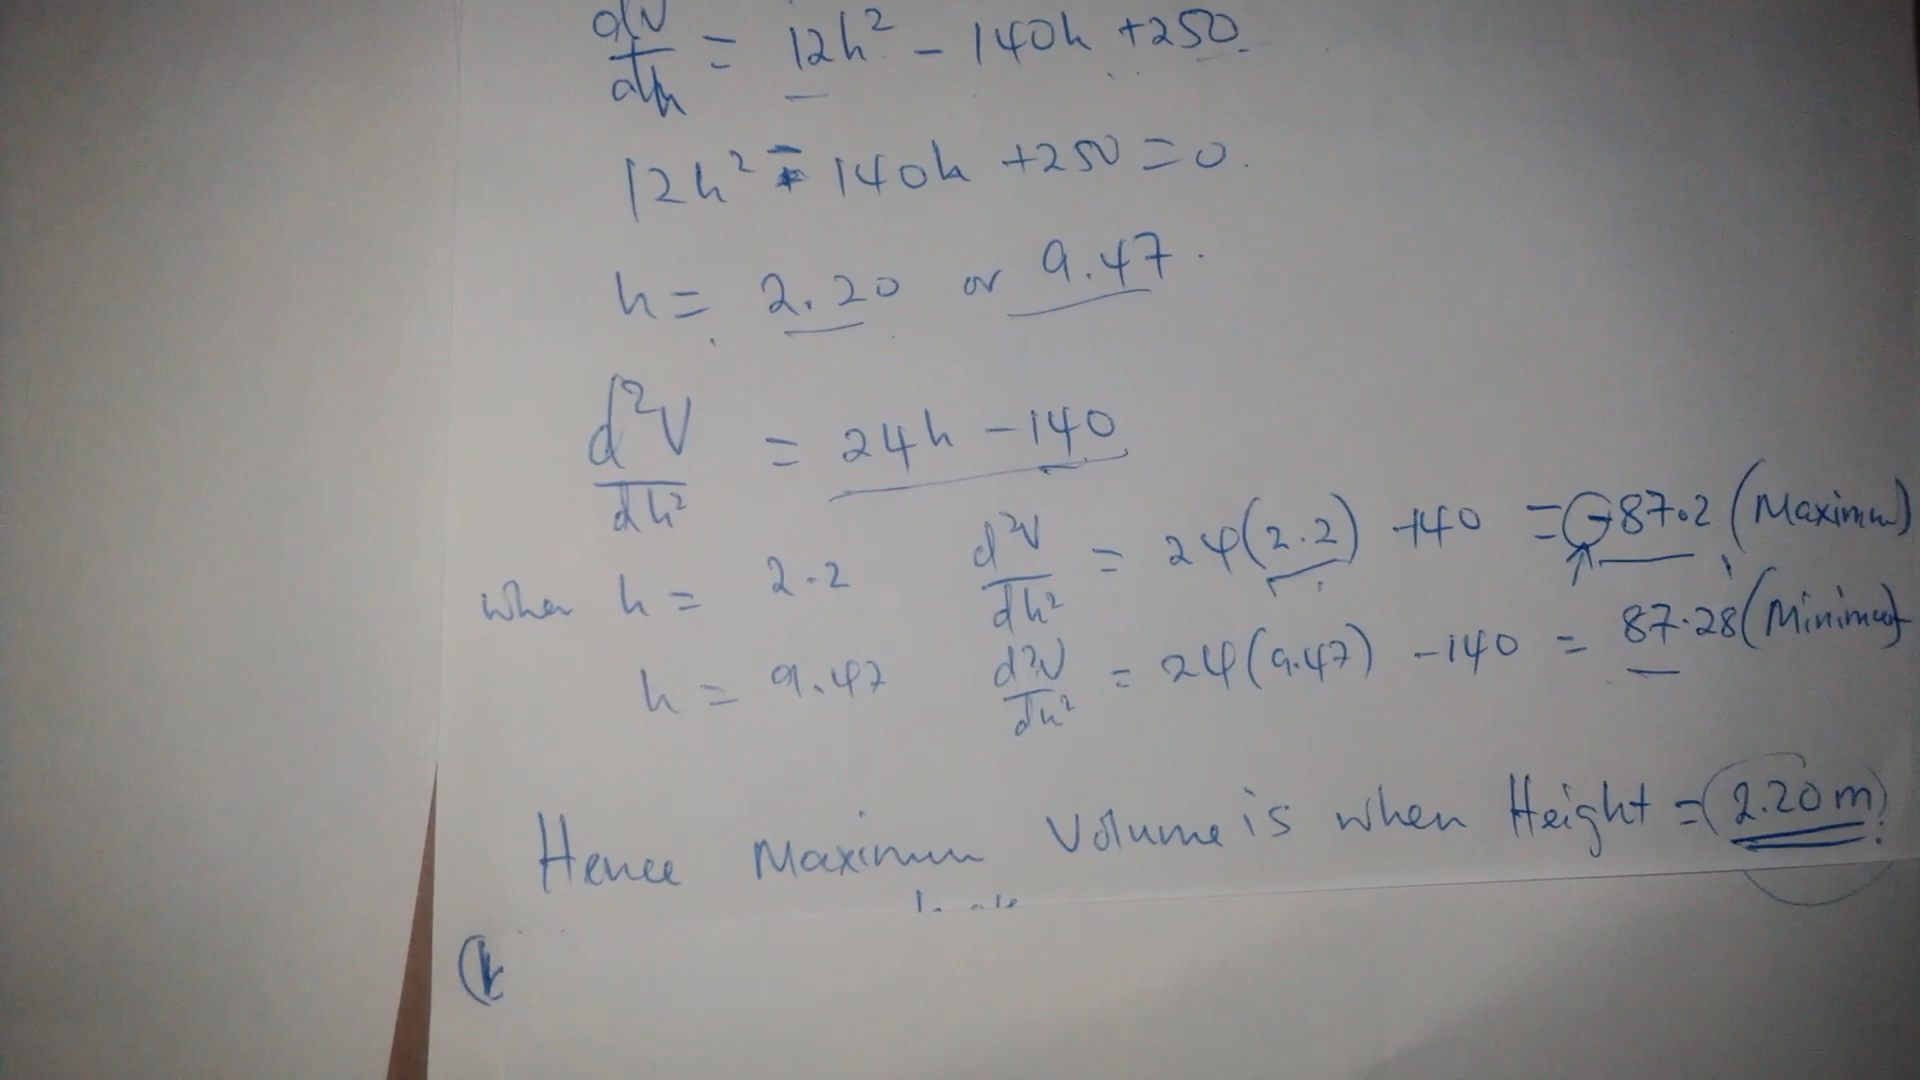 dV/dh = 12h² - 140h + 250
12h² - 140h + 250 = 0.
h = 2.20 or 9.47.
d²V/dh² = 24h - 140
when h = 2.2 d²V/dh² = 24(2.2) - 140 = -87.2 (Maximum)
h = 9.47 d²V/dh² = 24(9.47) - 140 = 87.28 (Minimum)
Hence Maximum Volume is when Height = 2.20m.